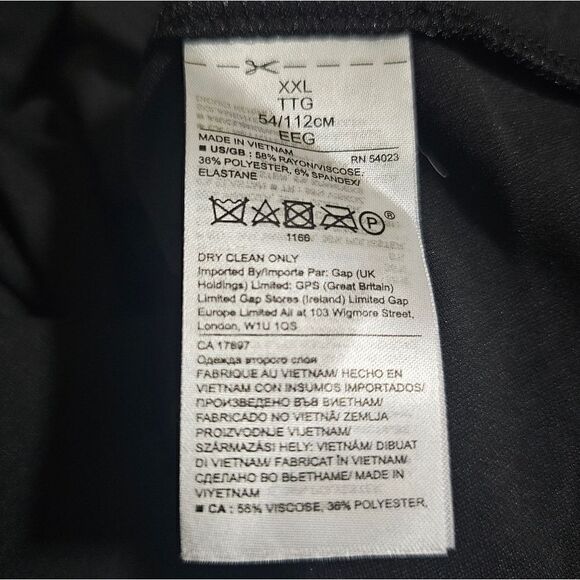 XXL
TTG
54/112CM
EEG
MADE IN VIETNAM RN 54023
■ US/GB : 58% RAYON/VISCOSE,
36% POLYESTER, 6% SPANDEX/
ELASTANE
P ®
1166
DRY CLEAN ONLY
Imported By/Importe Par: Gap (UK
Holdings) Limited: GPS (Great Britain)
Limited Gap Stores (Ireland) Limited Gap
Europe Limited All at 103 Wigmore Street,
London, W1U 1QS
CA 17897
Одежда второго слоя
FABRIQUE AU VIETNAM/ HECHO EN
VIETNAM CON INSUMOS IMPORTADOS/
ПРОИЗВЕДЕНО ВЪВ ВИЕТНАМ/
FABRICADO NO VIETNÃ/ ZEMLJA
PROIZVODNJE VIJETNAM/
SZÁRMAZÁSI HELY: VIETNÁM/ DIBUAT
DI VIETNAM/ FABRICAT ÎN VIETNAM/
СДЕЛАНО ВО ВЬЕТНАМЕ/ MADE IN
VIYETNAM
■ CA : 58% VISCOSE, 36% POLYESTER,